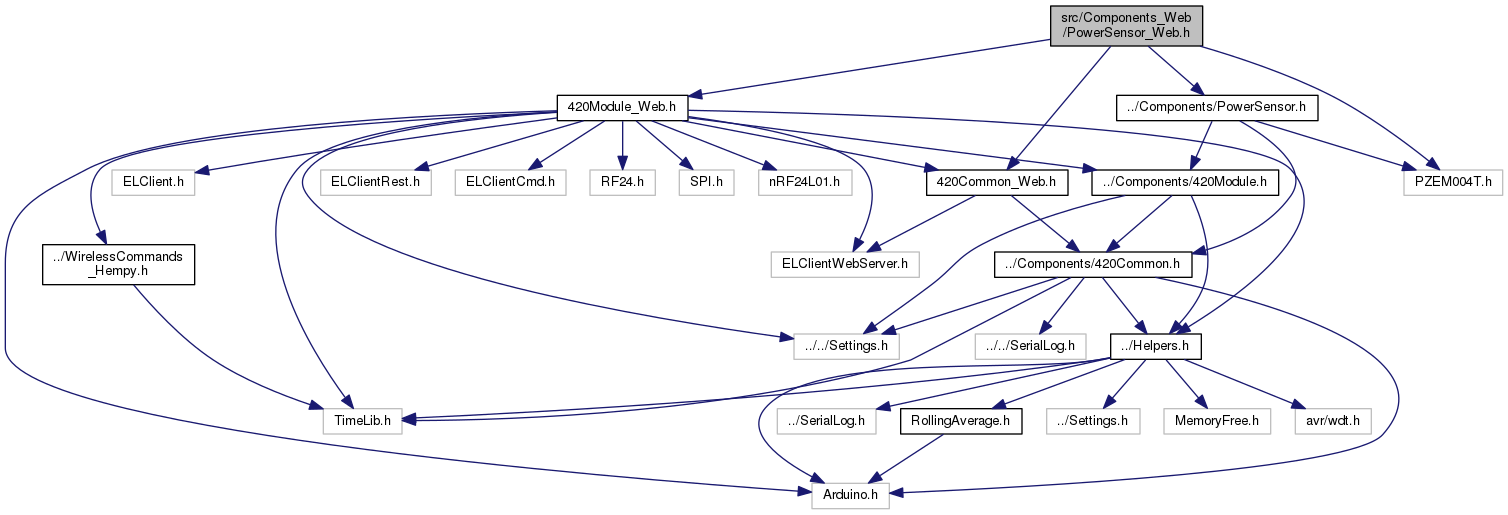 src/Components_Web
/PowerSensor_Web.h
420Module_Web.h
../Components/PowerSensor.h
ELClient.h
ELClientRest.h
ELClientCmd.h
RF24.h
SPI.h
nRF24L01.h
420Common_Web.h
../Components/420Module.h
PZEM004T.h
../WirelessCommands
_Hempy.h
ELClientWebServer.h
../Components/420Common.h
../../Settings.h
../../SerialLog.h
../Helpers.h
TimeLib.h
../SerialLog.h
RollingAverage.h
../Settings.h
MemoryFree.h
avr/wdt.h
Arduino.h